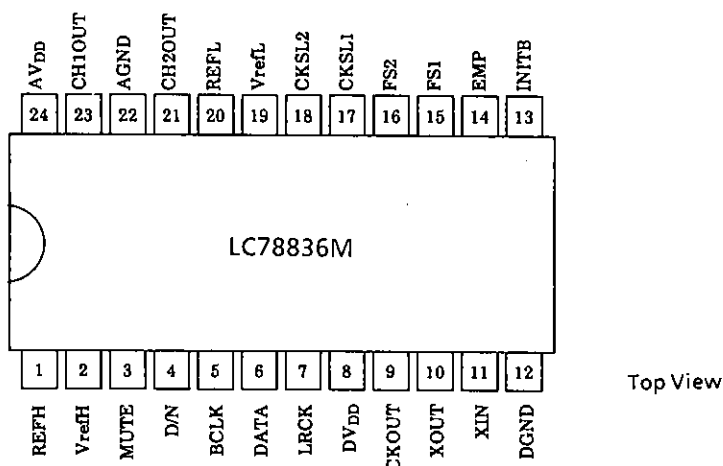 AVDD CH1OUT AGND CH2OUT REFL VrefL CKSL2 CKSL1 FS2 FS1 EMP INITB
24 23 22 21 20 19 18 17 16 15 14 13
LC78836M
1 2 3 4 5 6 7 8 9 10 11 12
Top View
REFH VrefH MUTE D/N BCLK DATA LRCK DVDD CKOUT XOUT XIN DGND